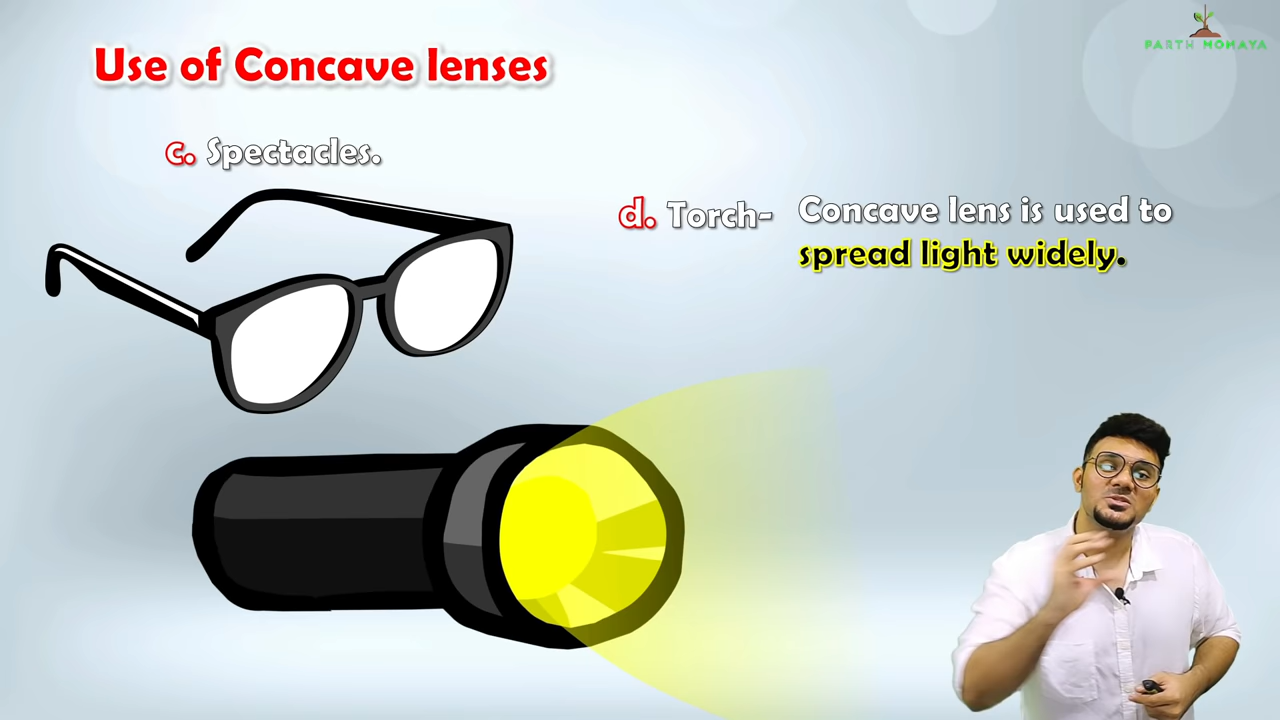 PARTH MOMAYA
Use of Concave lenses
c. Spectacles.
d. Torch- Concave lens is used to
spread light widely.